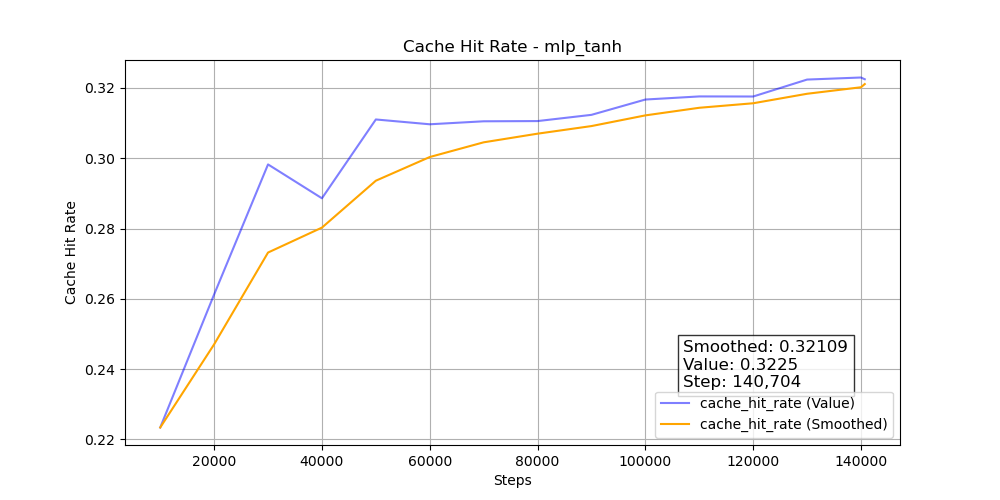 Cache Hit Rate - mlp_tanh
Cache Hit Rate
0.32
0.30
0.28
0.26
0.24
0.22
Smoothed: 0.32109
Value: 0.3225
Step: 140,704
cache_hit_rate (Value)
cache_hit_rate (Smoothed)
20000 40000 60000 80000 100000 120000 140000
Steps